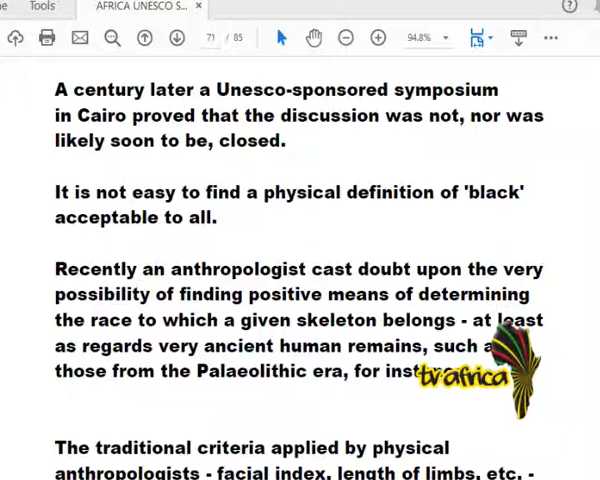 Tools
AFRICA UNESCO S... ×
71 / 85
94.8%
A century later a Unesco-sponsored symposium
in Cairo proved that the discussion was not, nor was
likely soon to be, closed.
It is not easy to find a physical definition of 'black'
acceptable to all.
Recently an anthropologist cast doubt upon the very
possibility of finding positive means of determining
the race to which a given skeleton belongs - at least
as regards very ancient human remains, such
those from the Palaeolithic era, for
tv africa
The traditional criteria applied by physical
anthropologists - facial index, length of limbs, etc. -